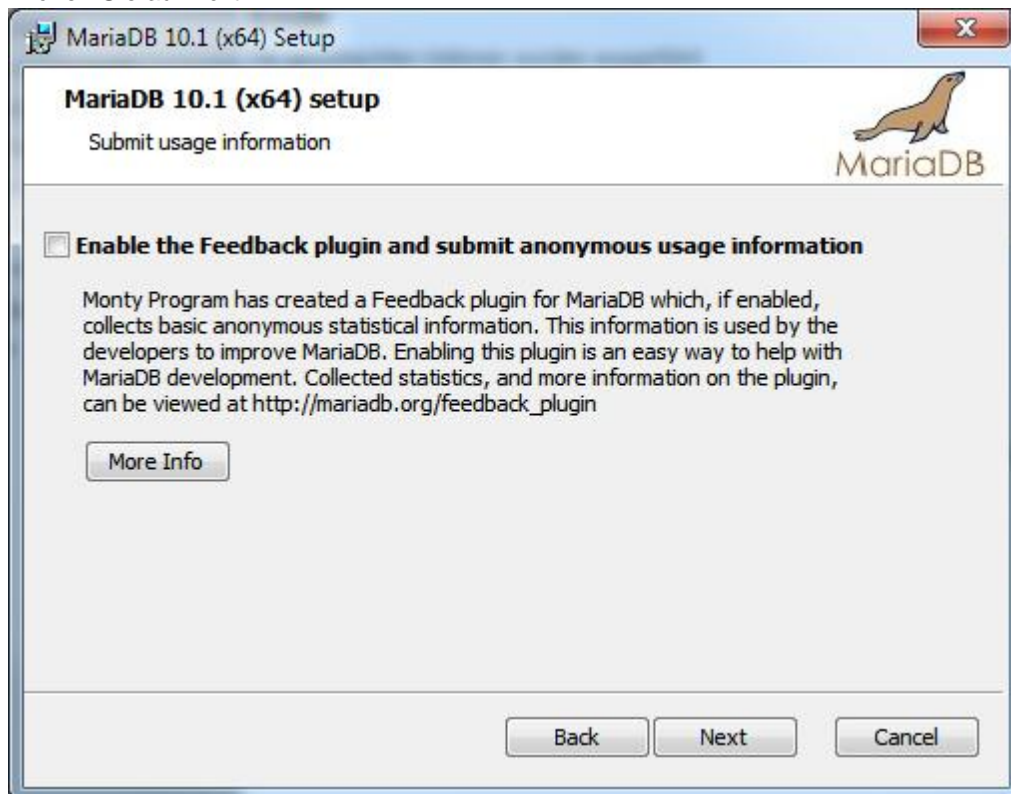 MariaDB 10.1 (x64) Setup
MariaDB 10.1 (x64) setup
Submit usage information
MariaDB
Enable the Feedback plugin and submit anonymous usage information
Monty Program has created a Feedback plugin for MariaDB which, if enabled,
collects basic anonymous statistical information. This information is used by the
developers to improve MariaDB. Enabling this plugin is an easy way to help with
MariaDB development. Collected statistics, and more information on the plugin,
can be viewed at http://mariadb.org/feedback_plugin
More Info
Back Next Cancel